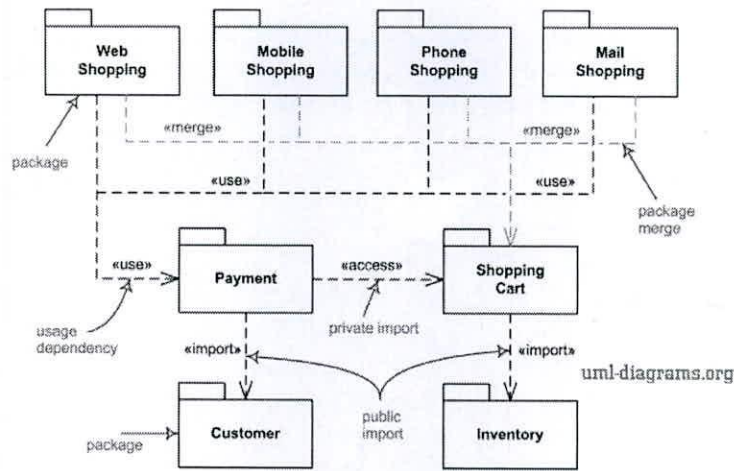 Web
Shopping
Mobile
Shopping
Phone
Shopping
Mail
Shopping
«merge»
«merge»
package
«use»
«use»
package
merge
«use»
Payment
«access»
Shopping
Cart
usage
dependency
private import
«import»
«import»
uml-diagrams.org
public
import
package
Customer
Inventory